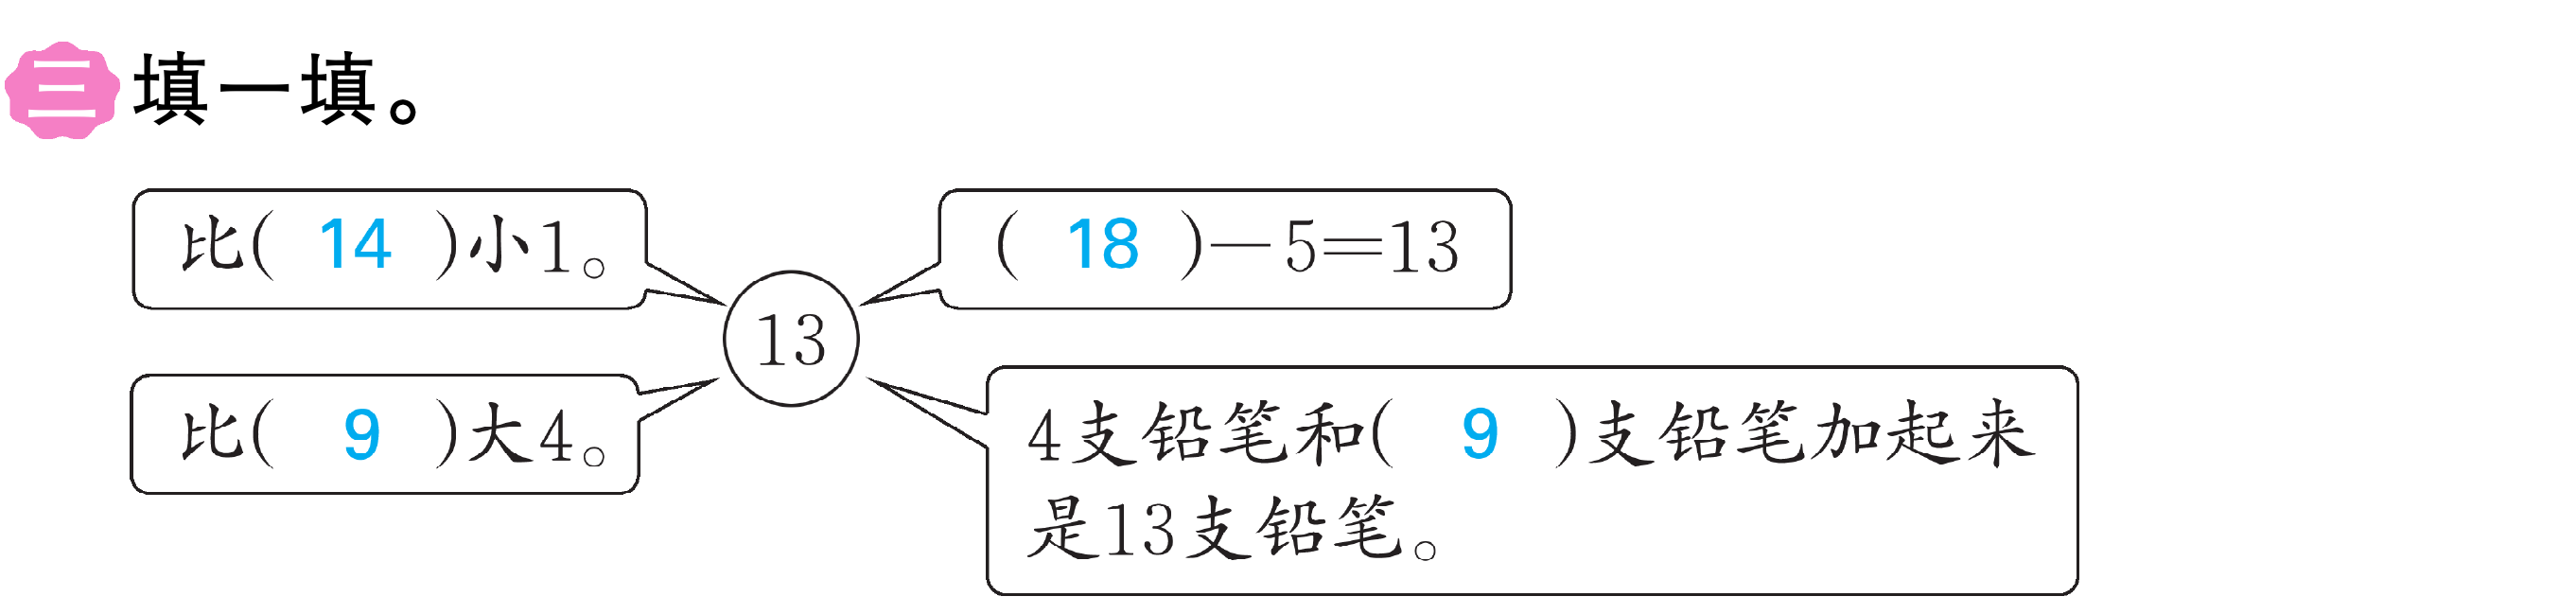 三 填一填。
比( 14 )小1。
( 18 )－5＝13
13
比( 9 )大4。
4支铅笔和( 9 )支铅笔加起来
是13支铅笔。